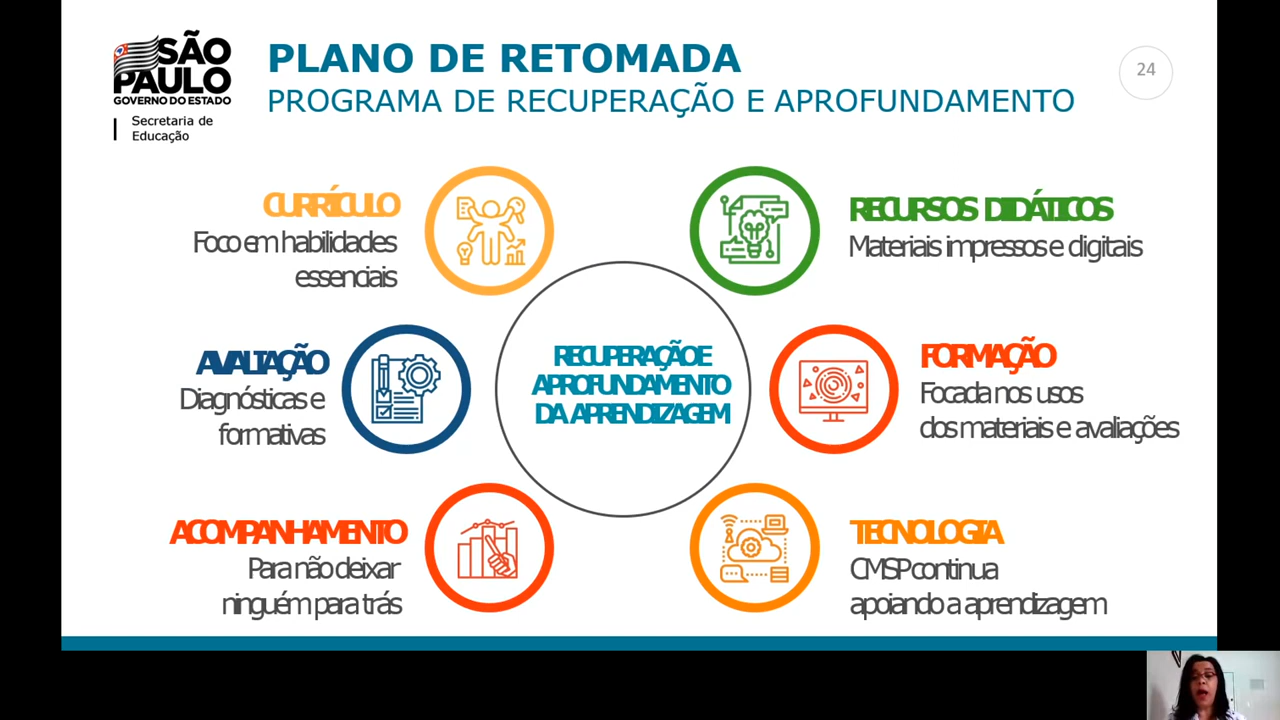 SÃO
PAULO
GOVERNO DO ESTADO
Secretaria de
Educação
PLANO DE RETOMADA
PROGRAMA DE RECUPERAÇÃO E APROFUNDAMENTO
24
CURRÍCULO
Foco em habilidades
essenciais
RECURSOS DIDÁTICOS
Materiais impressos e digitais
AVALIAÇÃO
Diagnósticas e
formativas
RECUPERAÇÃO E
APROFUNDAMENTO
DA APRENDIZAGEM
FORMAÇÃO
Focada nos usos
dos materiais e avaliações
ACOMPANHAMENTO
Para não deixar
ninguém para trás
TECNOLOGIA
CMSP continua
apoiando a aprendizagem